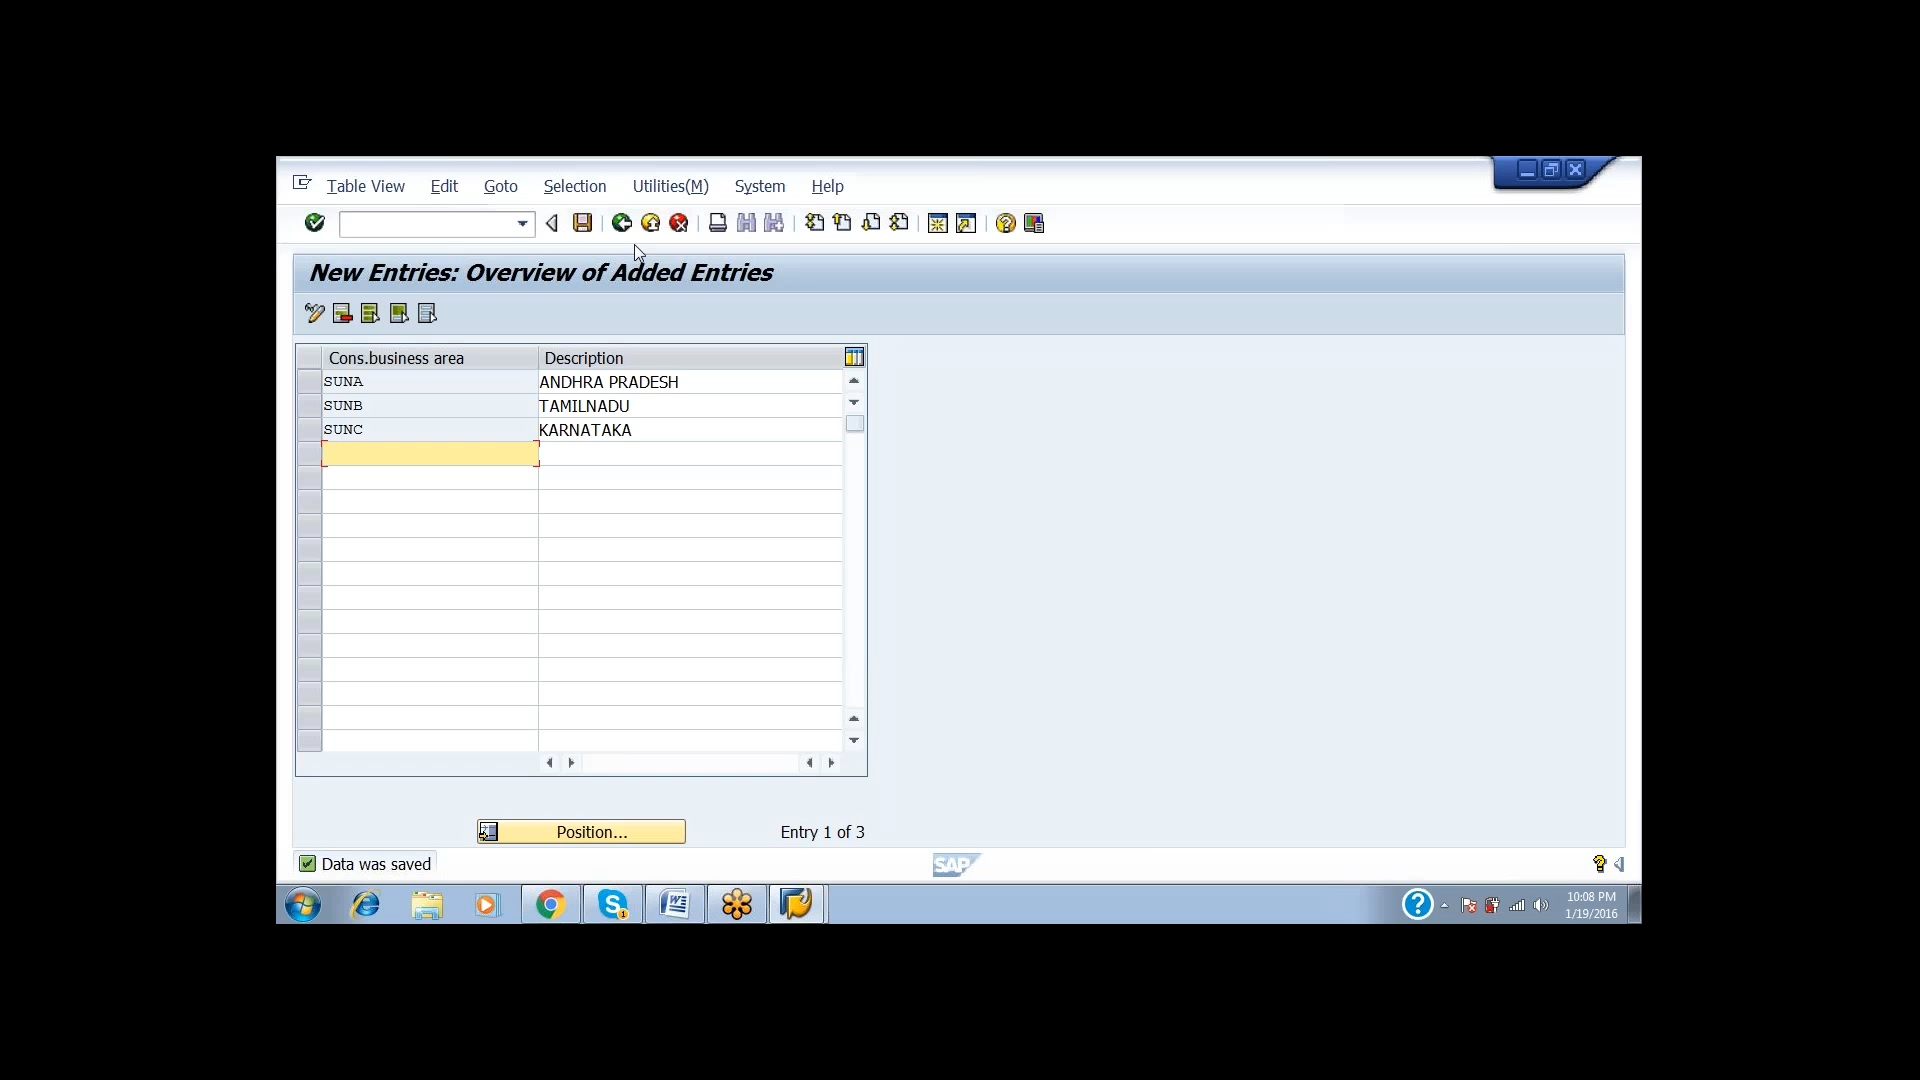 Table View Edit Goto Selection Utilities(M) System Help
New Entries: Overview of Added Entries
Cons.business area Description
SUNA ANDHRA PRADESH
SUNB TAMILNADU
SUNC KARNATAKA
Position... Entry 1 of 3
Data was saved SAP
10:08 PM
1/19/2016